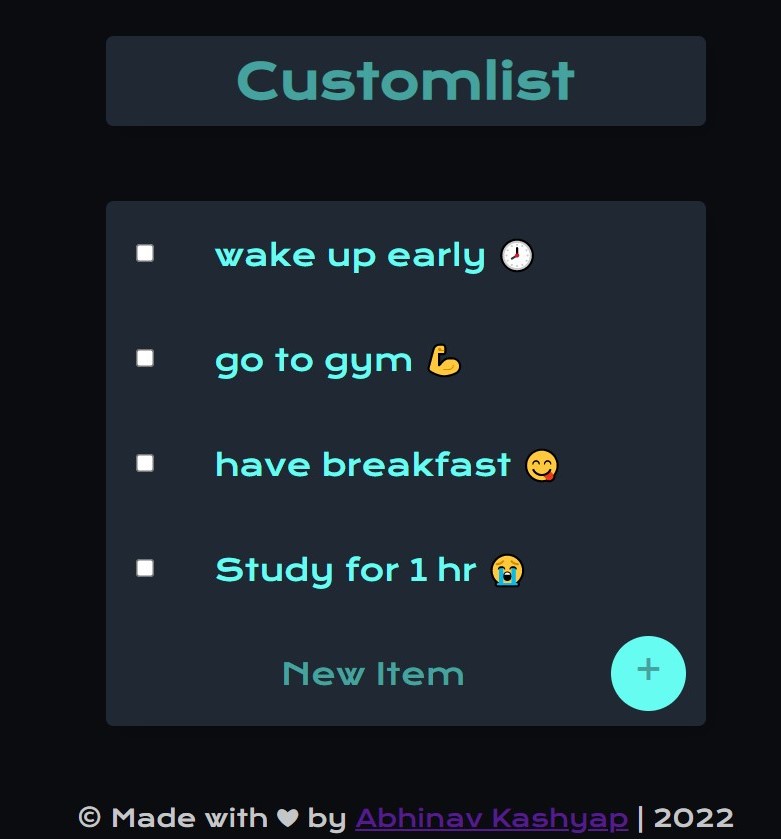 Customlist
wake up early 🕗
go to gym 💪
have breakfast 😋
Study for 1 hr 😭
New Item +
© Made with ❤ by Abhinav Kashyap | 2022